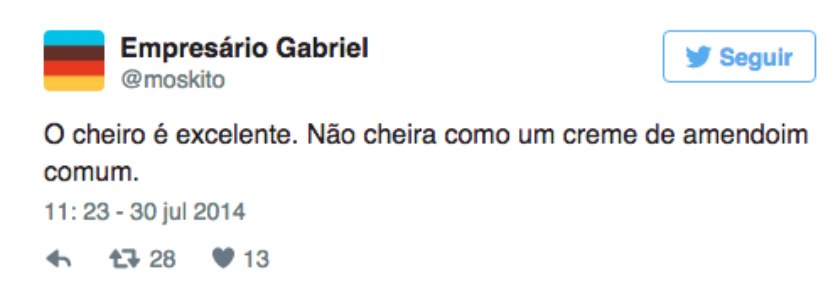 Empresário Gabriel
@moskito
Seguir
O cheiro é excelente. Não cheira como um creme de amendoim
comum.
11: 23 - 30 jul 2014
28 13